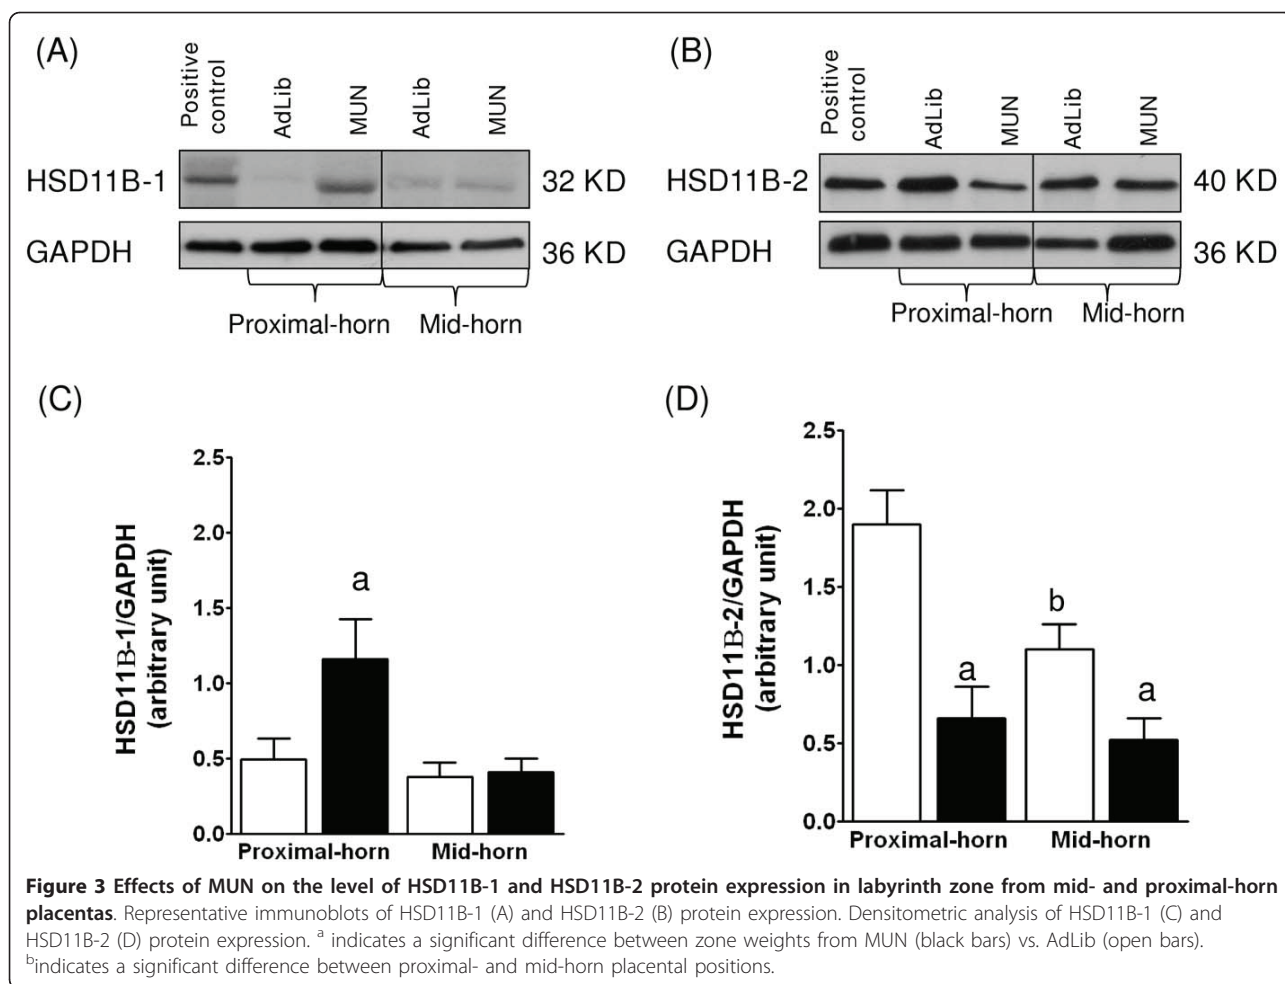 (A)
Positive control
AdLib
MUN
AdLib
MUN
HSD11B-1
32 KD
GAPDH
36 KD
Proximal-horn
Mid-horn
(B)
Positive control
AdLib
MUN
AdLib
MUN
HSD11B-2
40 KD
GAPDH
36 KD
Proximal-horn
Mid-horn
(C)
HSD11B-1/GAPDH
(arbitrary unit)
2.5
2.0
1.5
1.0
0.5
0.0
a
Proximal-horn
Mid-horn
(D)
HSD11B-2/GAPDH
(arbitrary unit)
2.5
2.0
1.5
1.0
0.5
0.0
a
b
a
Proximal-horn
Mid-horn
Figure 3 Effects of MUN on the level of HSD11B-1 and HSD11B-2 protein expression in labyrinth zone from mid- and proximal-horn
placentas. Representative immunoblots of HSD11B-1 (A) and HSD11B-2 (B) protein expression. Densitometric analysis of HSD11B-1 (C) and
HSD11B-2 (D) protein expression. a indicates a significant difference between zone weights from MUN (black bars) vs. AdLib (open bars).
bindicates a significant difference between proximal- and mid-horn placental positions.